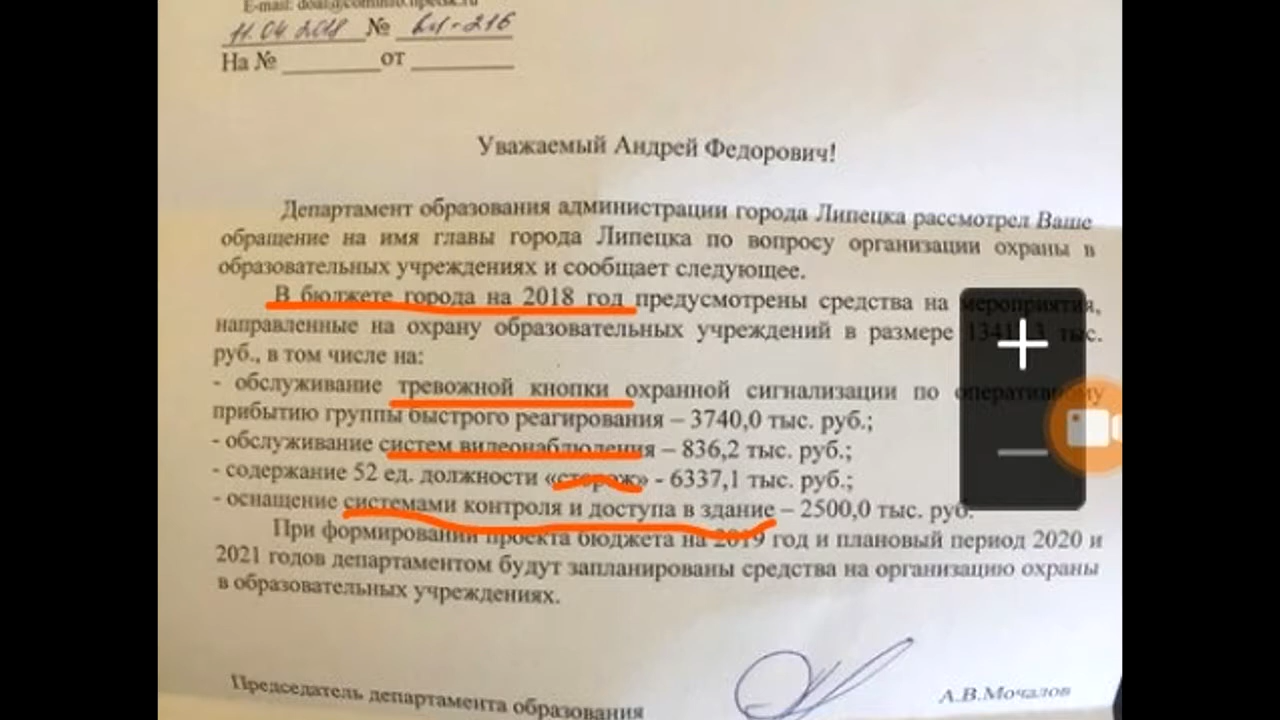 E-mail:
11.04.2018 №
На № от
Уважаемый Андрей Федорович!
Департамент образования администрации города Липецка рассмотрел Ваше
обращение на имя главы города Липецка по вопросу организации охраны в
образовательных учреждениях и сообщает следующее.
В бюджете города на 2018 год предусмотрены средства на мероприятия,
направленные на охрану образовательных учреждений в размере тыс.
руб., в том числе на:
- обслуживание тревожной кнопки охранной сигнализации по оперативному
прибытию группы быстрого реагирования – 3740,0 тыс. руб.;
- обслуживание систем видеонаблюдения – 836,2 тыс. руб.;
- содержание 52 ед. должности «сторож» - 6337,1 тыс. руб.;
- оснащение системами контроля и доступа в здание – 2500,0 тыс. руб.
При формировании проекта бюджета на 2019 год и плановый период 2020 и
2021 годов департаментом будут запланированы средства на организацию охраны
в образовательных учреждениях.
Председатель департамента образования А.В.Мочалов